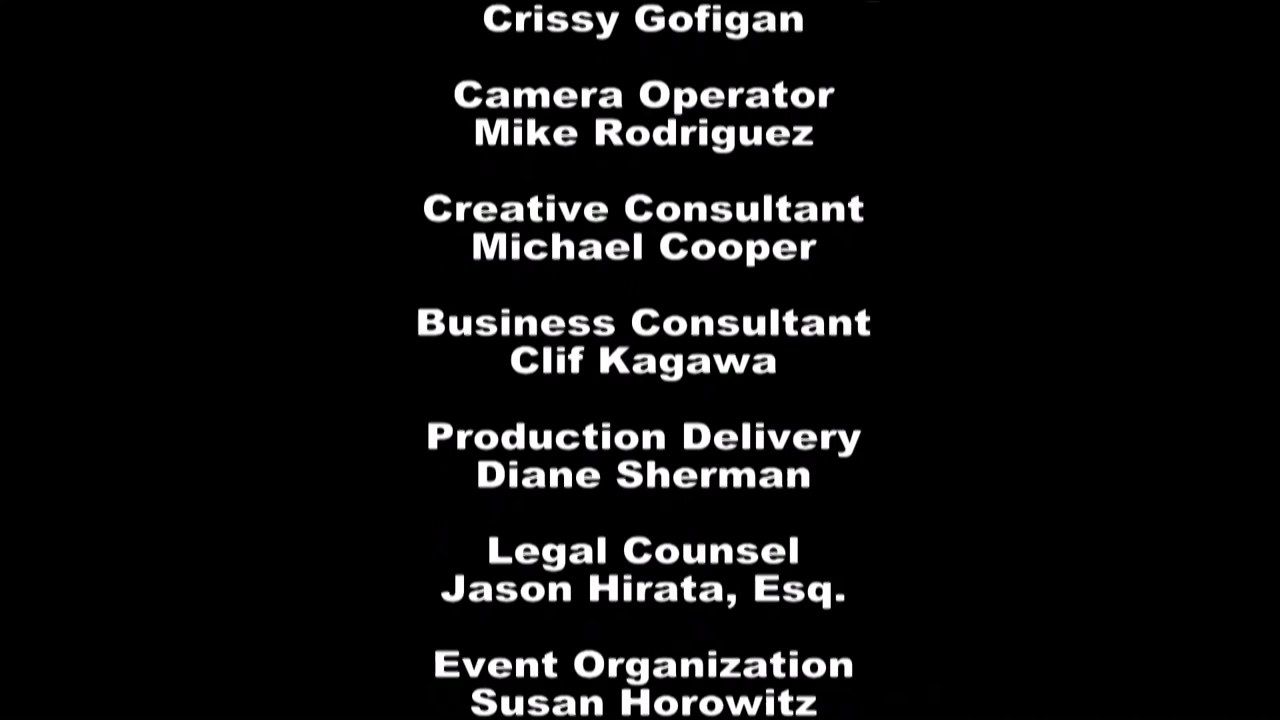 Crissy Gofigan
Camera Operator
Mike Rodriguez
Creative Consultant
Michael Cooper
Business Consultant
Clif Kagawa
Production Delivery
Diane Sherman
Legal Counsel
Jason Hirata, Esq.
Event Organization
Susan Horowitz